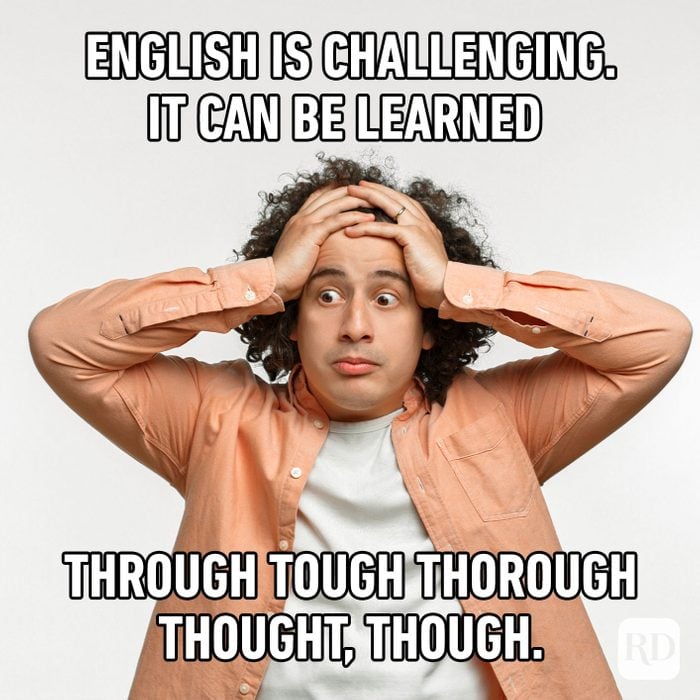 ENGLISH IS CHALLENGING.
IT CAN BE LEARNED
THROUGH TOUGH THOROUGH
THOUGHT, THOUGH.
RD